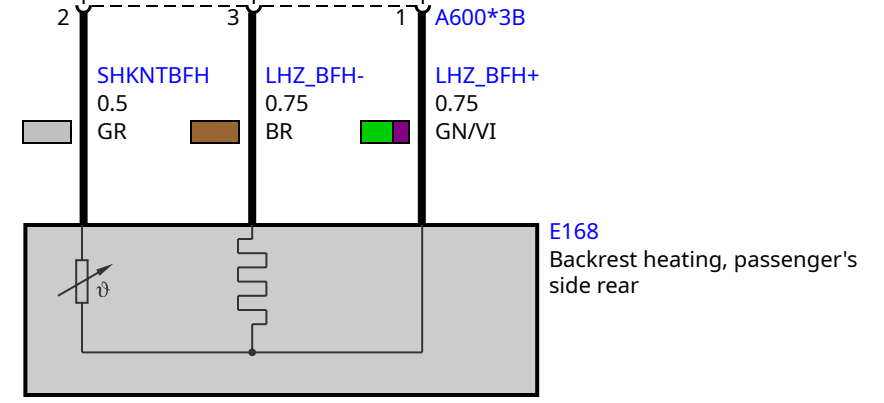 2
3
1
A600*3B
SHKNTBFH
0.5
GR
LHZ_BFH-
0.75
BR
LHZ_BFH+
0.75
GN/VI
E168
Backrest heating, passenger's
side rear
ϑ